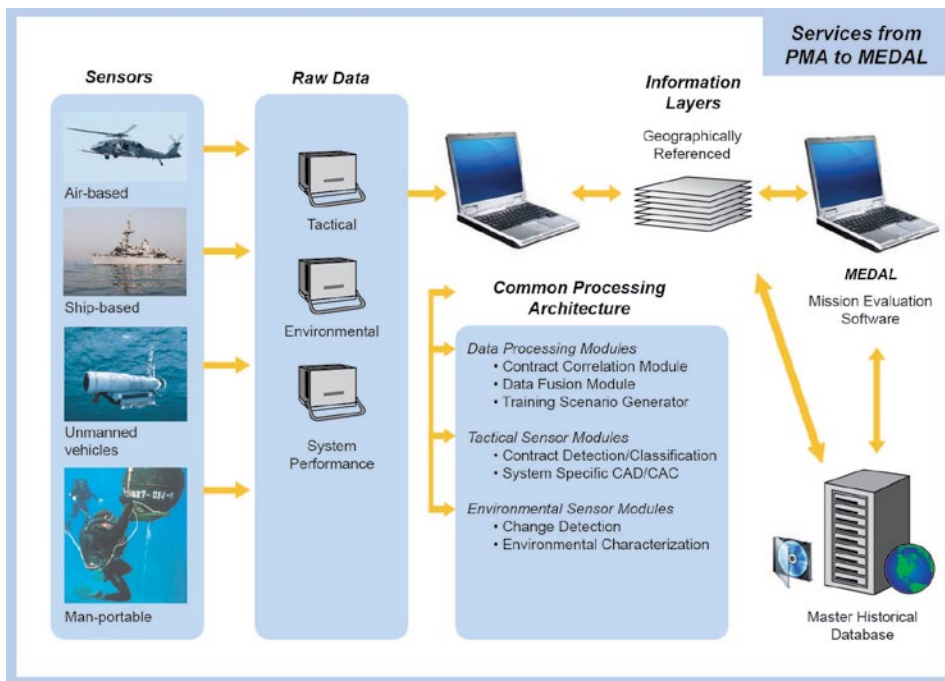 Services from
PMA to MEDAL
Sensors
Air-based
Ship-based
Unmanned
vehicles
Man-portable
Raw Data
Tactical
Environmental
System
Performance
Information
Layers
Geographically
Referenced
MEDAL
Mission Evaluation
Software
Common Processing
Architecture
Data Processing Modules
• Contract Correlation Module
• Data Fusion Module
• Training Scenario Generator
Tactical Sensor Modules
• Contract Detection/Classification
• System Specific CAD/CAC
Environmental Sensor Modules
• Change Detection
• Environmental Characterization
Master Historical
Database